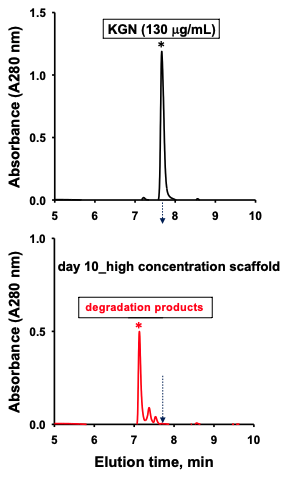 KGN (130 μg/mL)
*
Absorbance (A280 nm)
1.5
1.0
0.5
0.0
5 6 7 8 9 10
day 10_high concentration scaffold
degradation products
*
Absorbance (A280 nm)
1.0
0.5
0.0
5 6 7 8 9 10
Elution time, min